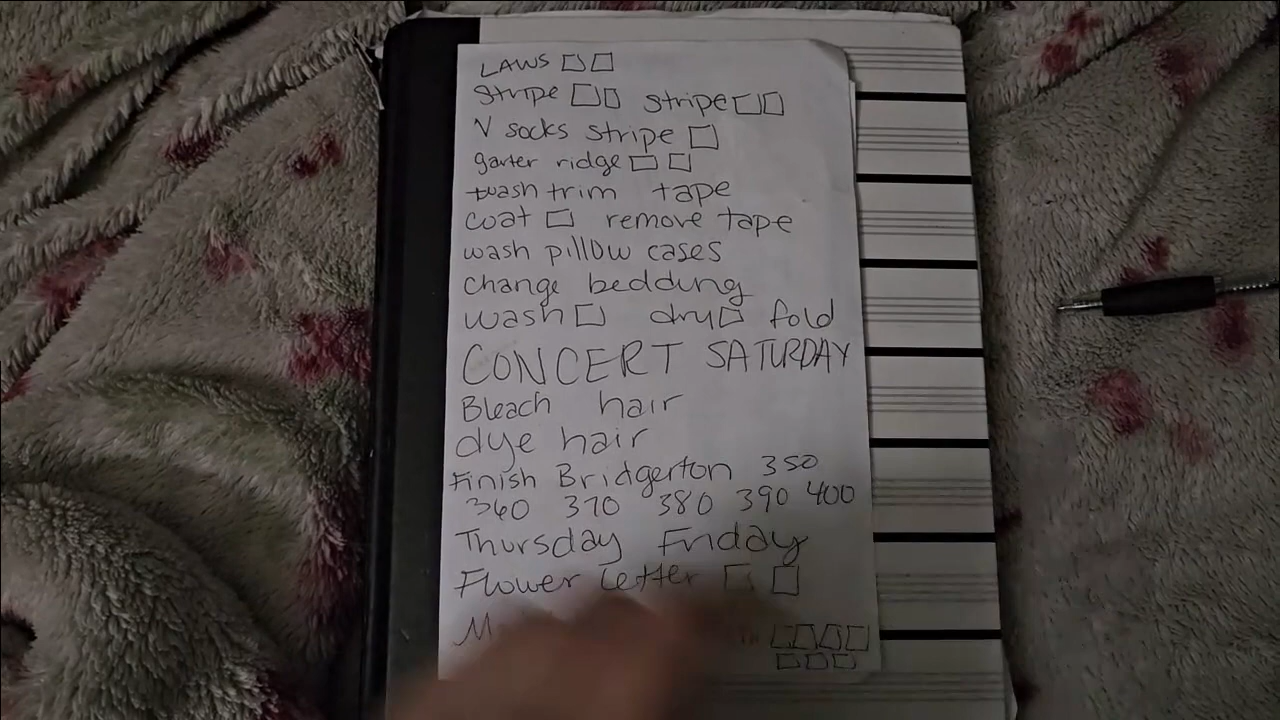 LAWS □ □
Stripe □ □ Stripe □ □
V socks stripe □
garter ridge □ □
wash trim tape
coat □ remove tape
wash pillow cases
change bedding
wash □ dry □ fold
CONCERT SATURDAY
Bleach hair
dye hair
Finish Bridgerton 350
360 370 380 390 400
Thursday Friday
Flower Letter □ □